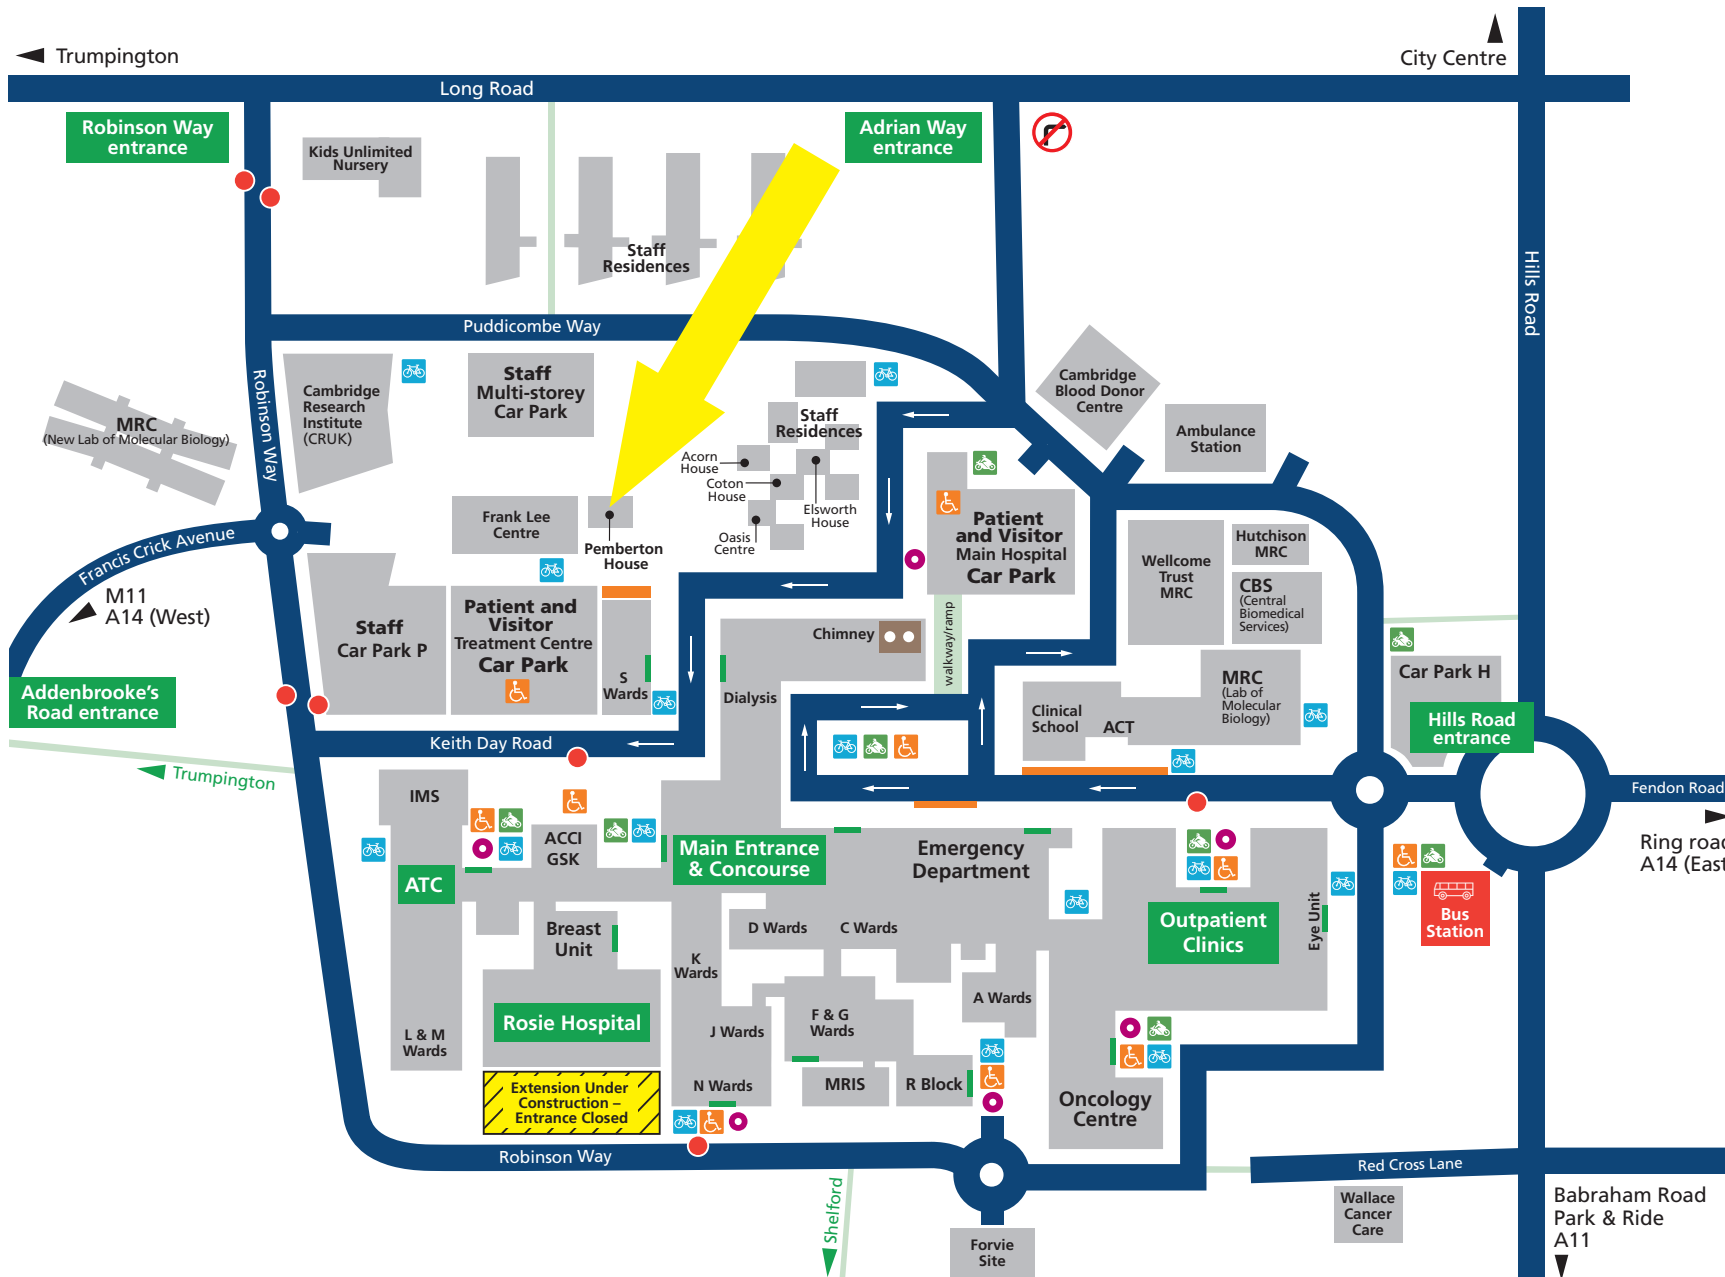 Trumpington
City Centre
Long Road
Robinson Way
entrance
Adrian Way
entrance
Kids Unlimited
Nursery
Staff
Residences
Hills Road
Puddicombe Way
Robinson Way
Cambridge
Research
Institute
(CRUK)
Staff
Multi-storey
Car Park
Staff
Residences
Cambridge
Blood Donor
Centre
Ambulance
Station
MRC
(New Lab of Molecular Biology)
Acorn
House
Coton
House
Elsworth
House
Oasis
Centre
Frank Lee
Centre
Pemberton
House
Patient
and Visitor
Main Hospital
Car Park
Wellcome
Trust
MRC
Hutchison
MRC
CBS
(Central
Biomedical
Services)
Francis Crick Avenue
M11
A14 (West)
Staff
Car Park P
Patient and
Visitor
Treatment Centre
Car Park
S
Wards
Chimney
walkway/ramp
Dialysis
Clinical
School
ACT
MRC
(Lab of
Molecular
Biology)
Car Park H
Addenbrooke's
Road entrance
Hills Road
entrance
Keith Day Road
Trumpington
Fendon Road
IMS
ACCI
GSK
ATC
Main Entrance
& Concourse
Emergency
Department
Ring road
A14 (East
Bus
Station
Outpatient
Clinics
Eye Unit
Breast
Unit
D Wards
C Wards
K
Wards
A Wards
Rosie Hospital
L & M
Wards
J Wards
F & G
Wards
N Wards
MRIS
R Block
Oncology
Centre
Extension Under
Construction –
Entrance Closed
Robinson Way
Red Cross Lane
Shelford
Wallace
Cancer
Care
Forvie
Site
Babraham Road
Park & Ride
A11